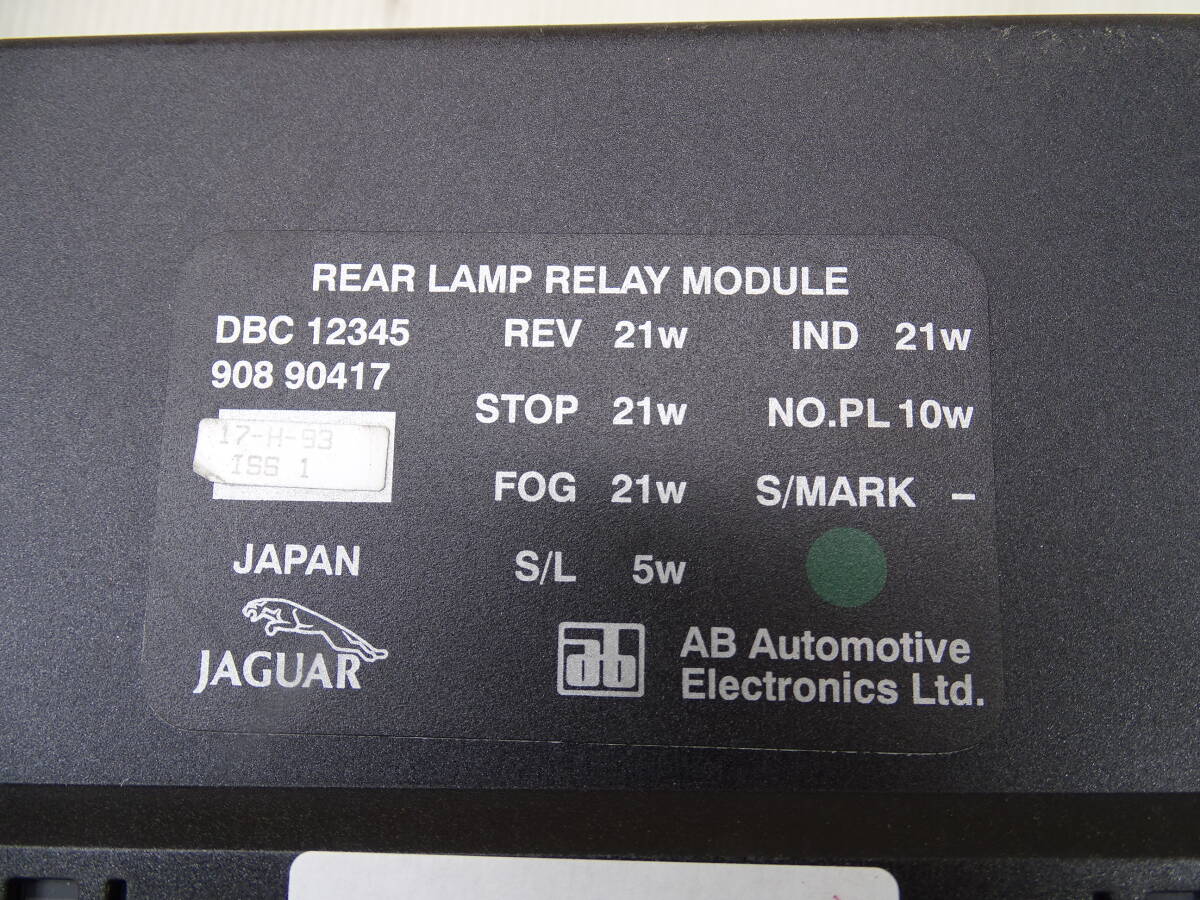 REAR LAMP RELAY MODULE
DBC 12345 REV 21w IND 21w
908 90417
STOP 21w NO.PL 10w
17-H-93
ISS 1
FOG 21w S/MARK –
JAPAN
S/L 5w
JAGUAR
ab
AB Automotive
Electronics Ltd.